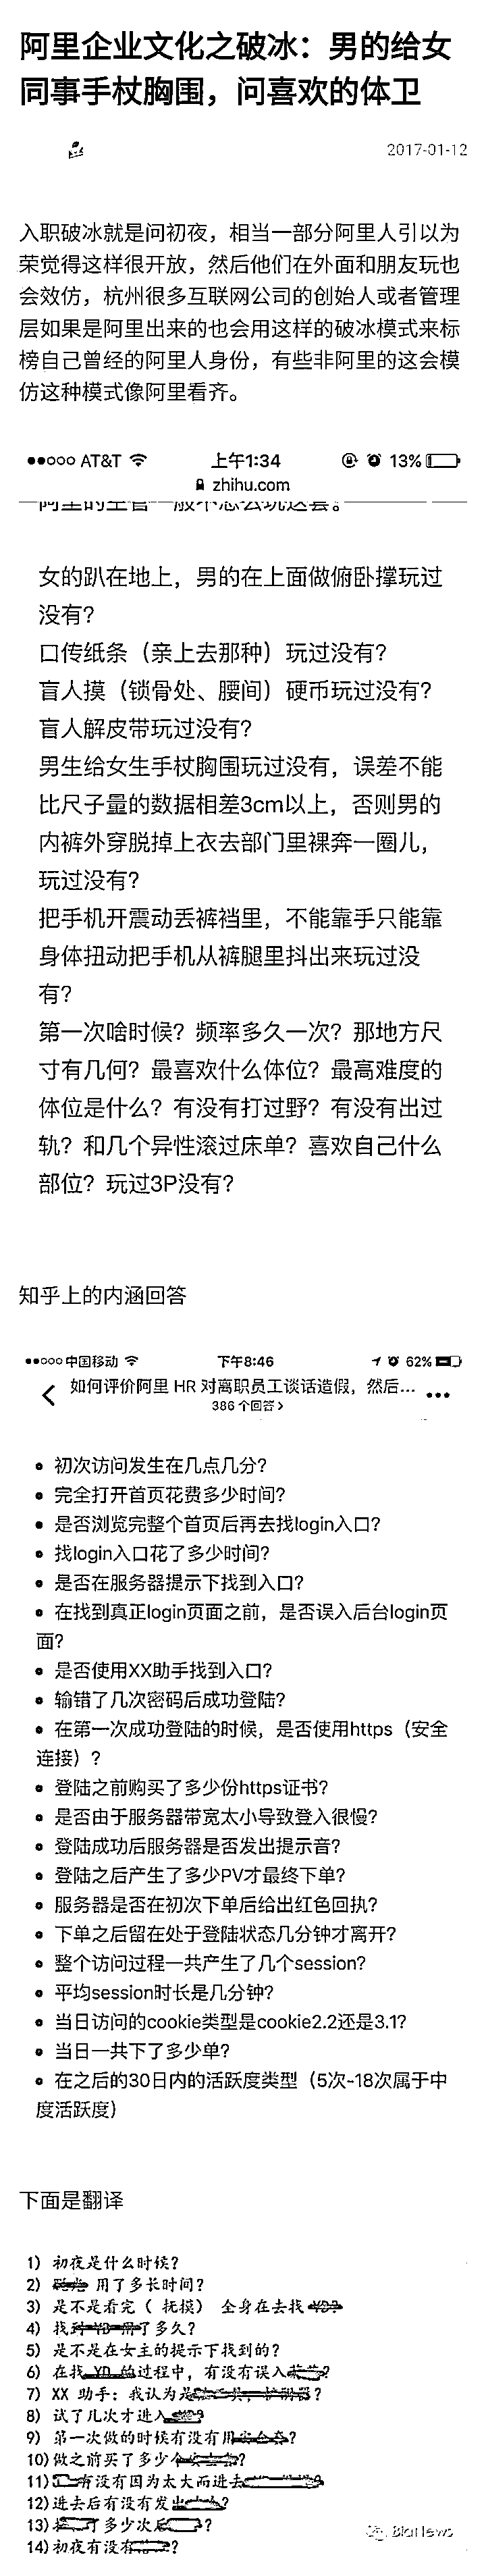 阿里企业文化之破冰：男的给女
同事手杖胸围，问喜欢的体卫
2017-01-12
入职破冰就是问初夜，相当一部分阿里人引以为
荣觉得这样很开放，然后他们在外面和朋友玩也
会效仿，杭州很多互联网公司的创始人或者管理
层如果是阿里出来的也会用这样的破冰模式来标
榜自己曾经的阿里人身份，有些非阿里的这会模
仿这种模式像阿里看齐。
AT&T 上午1:34 13%
zhihu.com
女的趴在地上，男的在上面做俯卧撑玩过
没有？
口传纸条（亲上去那种）玩过没有？
盲人摸（锁骨处、腰间）硬币玩过没有？
盲人解皮带玩过没有？
男生给女生手杖胸围玩过没有，误差不能
比尺子量的数据相差3cm以上，否则男的
内裤外穿脱掉上衣去部门里裸奔一圈儿，
玩过没有？
把手机开震动丢裤裆里，不能靠手只能靠
身体扭动把手机从裤腿里抖出来玩过没
有？
第一次啥时候？频率多久一次？那地方尺
寸有几何？最喜欢什么体位？最高难度的
体位是什么？有没有打过野？有没有出过
轨？和几个异性滚过床单？喜欢自己什么
部位？玩过3P没有？
知乎上的内涵回答
中国移动 下午8:46 62%
如何评价阿里 HR 对离职员工谈话造假，然后...
386 个回答
初次访问发生在几点几分？
完全打开首页花费多少时间？
是否浏览完整个首页后再去找login入口？
找login入口花了多少时间？
是否在服务器提示下找到入口？
在找到真正login页面之前，是否误入后台login页
面？
是否使用XX助手找到入口？
输错了几次密码后成功登陆？
在第一次成功登陆的时候，是否使用https（安全
连接）？
登陆之前购买了多少份https证书？
是否由于服务器带宽太小导致登入很慢？
登陆成功后服务器是否发出提示音？
登陆之后产生了多少PV才最终下单？
服务器是否在初次下单后给出红色回执？
下单之后留在处于登陆状态几分钟才离开？
整个访问过程一共产生了几个session？
平均session时长是几分钟？
当日访问的cookie类型是cookie2.2还是3.1？
当日一共下了多少单？
在之后的30日内的活跃度类型（5次-18次属于中
度活跃度）
下面是翻译
1）初夜是什么时候？
2） 用了多长时间？
3）是不是看完（ 抚摸） 全身在去找
4）找 了多久？
5）是不是在女主的提示下找到的？
6）在找 的过程中，有没有误入 ？
7）XX 助手：我认为是 ？
8）试了几次才进入
9）第一次做的时候有没有用 ？
10）做之前买了多少个 ？
11） 有没有因为太大而进去
12）进去后有没有发出 ？
13） 了多少次后 ？
14）初夜有没有 ？
BiaNews